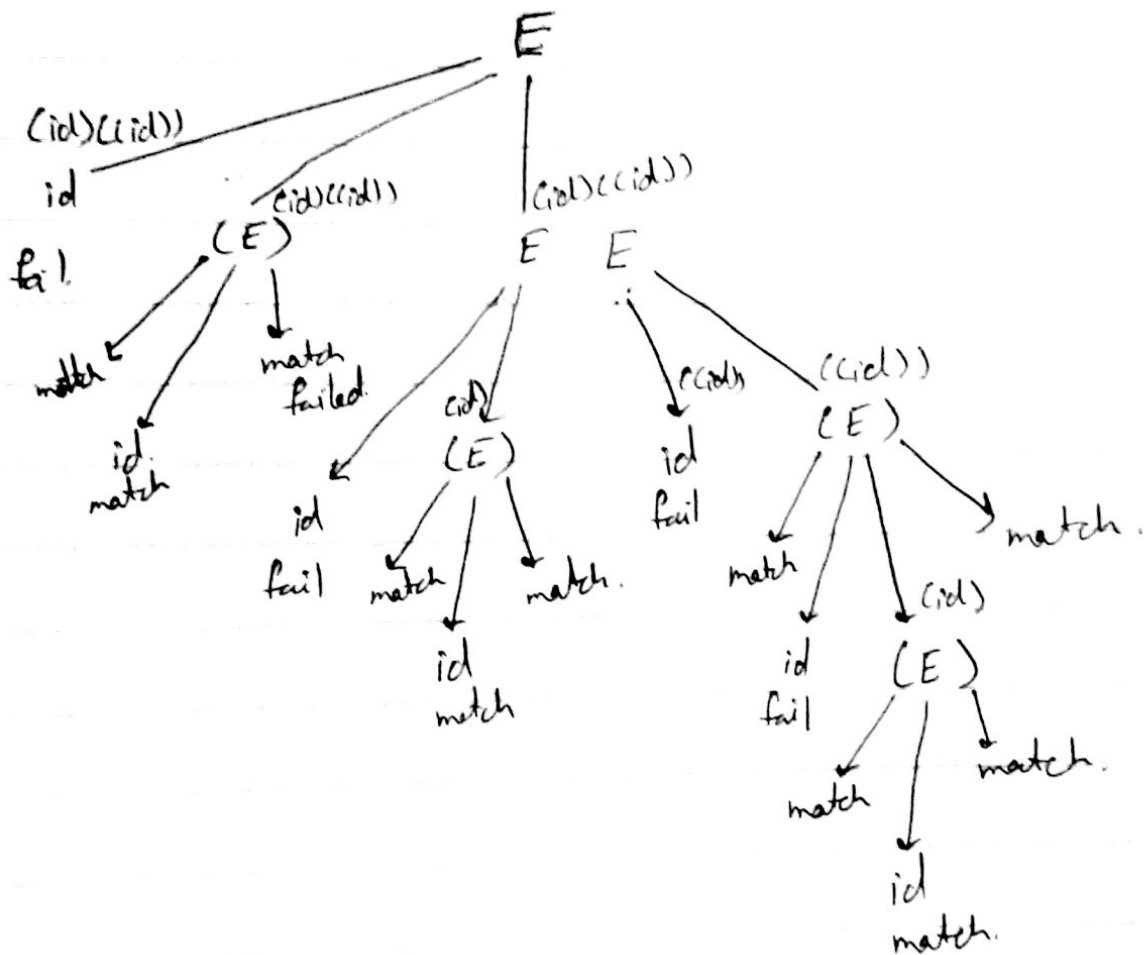 E
(id)((id))
id
fail.
(id)((id))
(E)
match
id.
match
match
failed.
(id)((id))
E E
id
fail
(id)
(E)
match
id
match
match.
((id))
id
fail
((id))
(E)
match
id
fail
(id)
(E)
match
id
match.
match.
match.